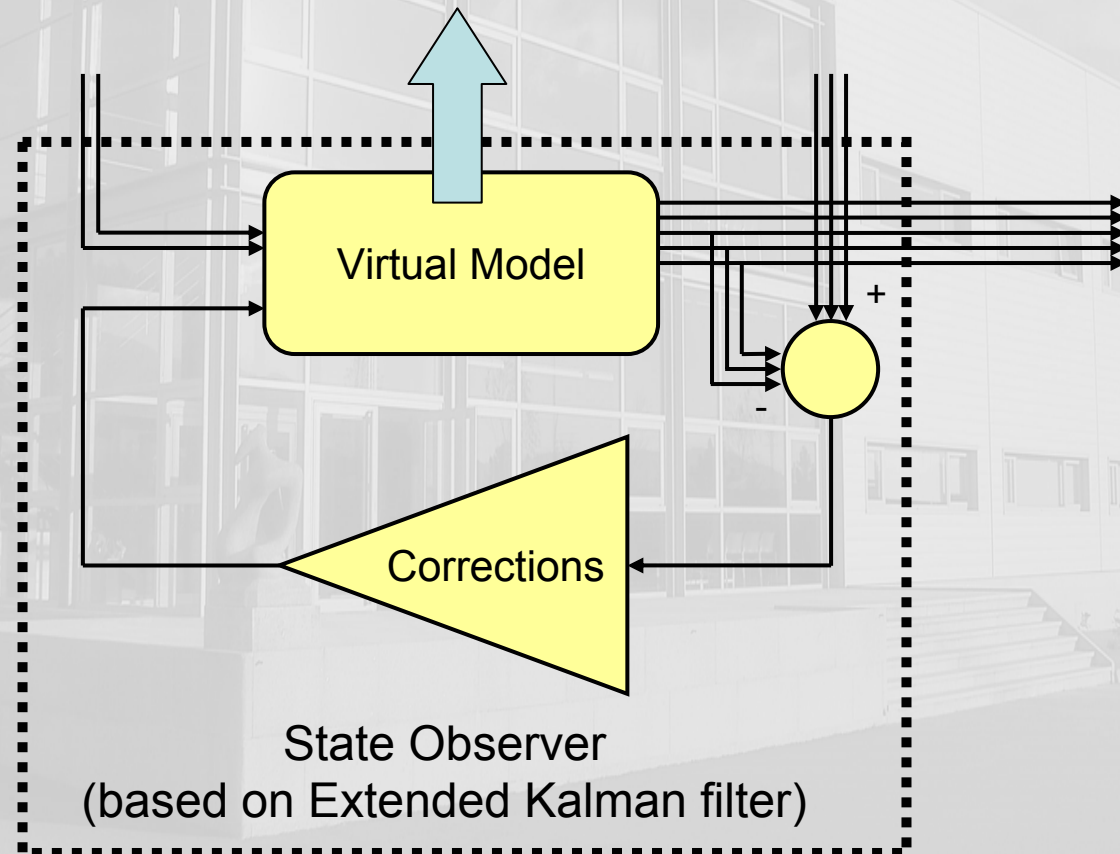 Virtual Model
+
-
Corrections
State Observer
(based on Extended Kalman filter)